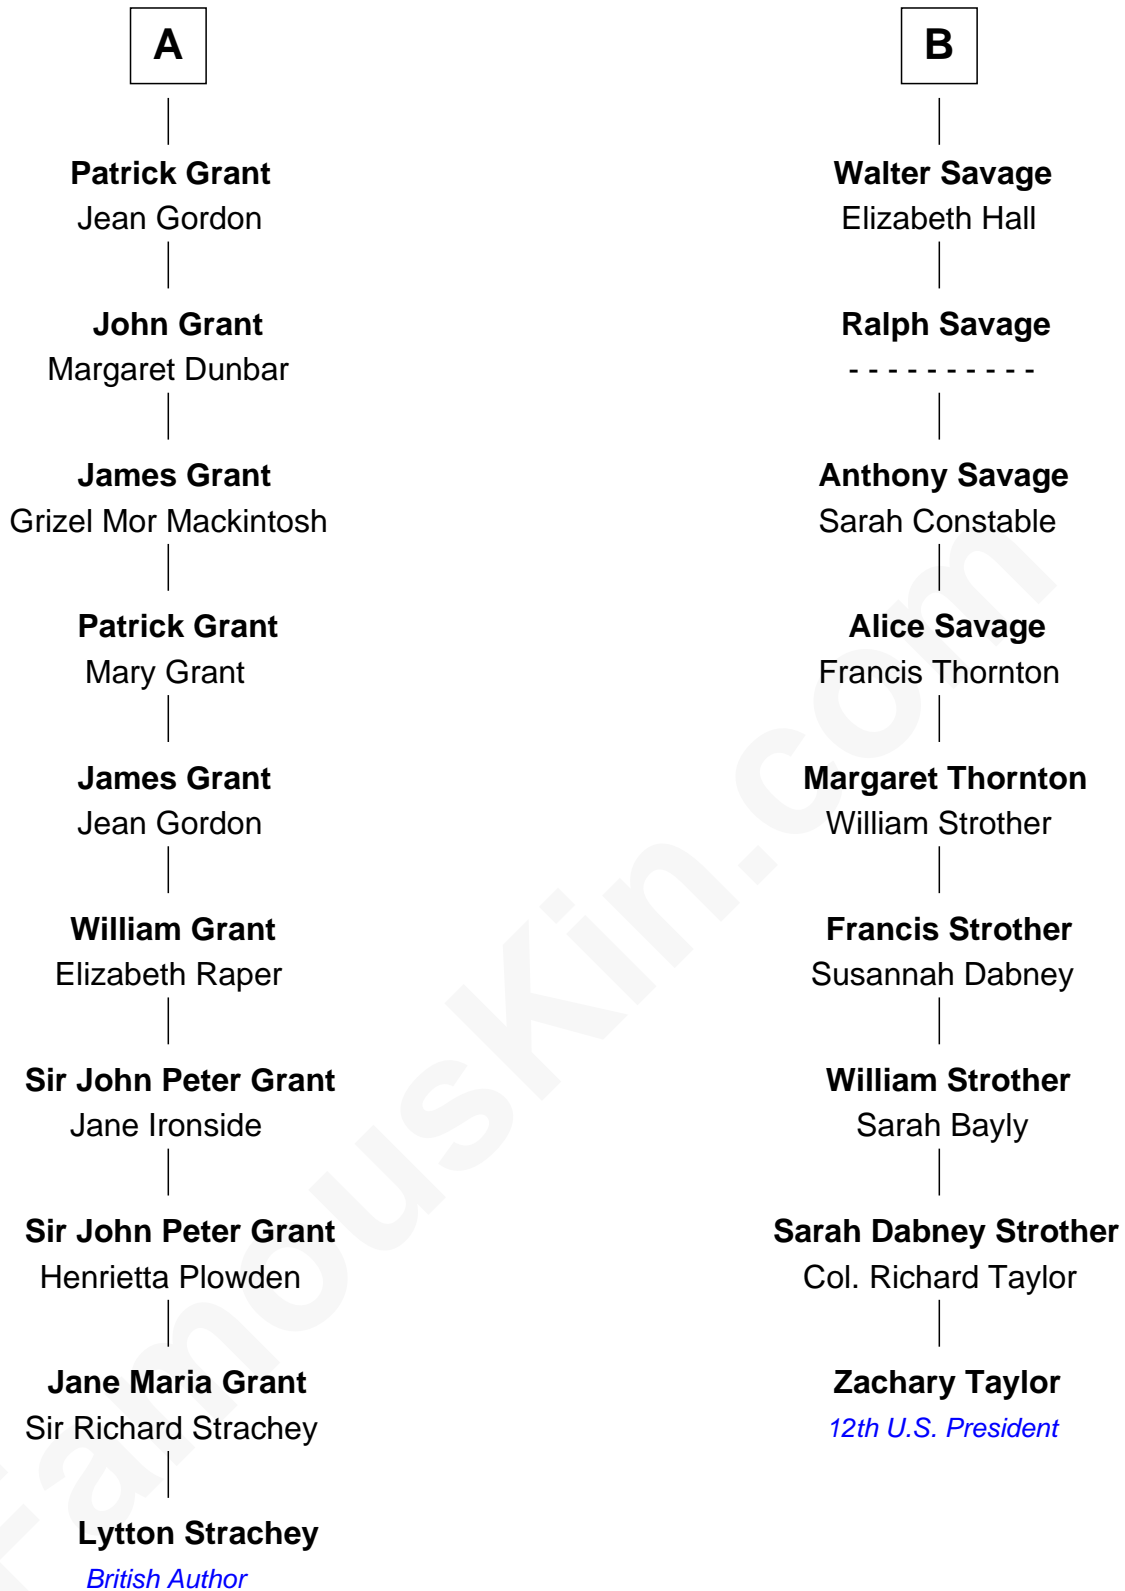 A
Patrick Grant
Jean Gordon
John Grant
Margaret Dunbar
James Grant
Grizel Mor Mackintosh
Patrick Grant
Mary Grant
James Grant
Jean Gordon
William Grant
Elizabeth Raper
Sir John Peter Grant
Jane Ironside
Sir John Peter Grant
Henrietta Plowden
Jane Maria Grant
Sir Richard Strachey
Lytton Strachey
British Author
B
Walter Savage
Elizabeth Hall
Ralph Savage
- - - - - - - - - -
Anthony Savage
Sarah Constable
Alice Savage
Francis Thornton
Margaret Thornton
William Strother
Francis Strother
Susannah Dabney
William Strother
Sarah Bayly
Sarah Dabney Strother
Col. Richard Taylor
Zachary Taylor
12th U.S. President
FamousKin.com